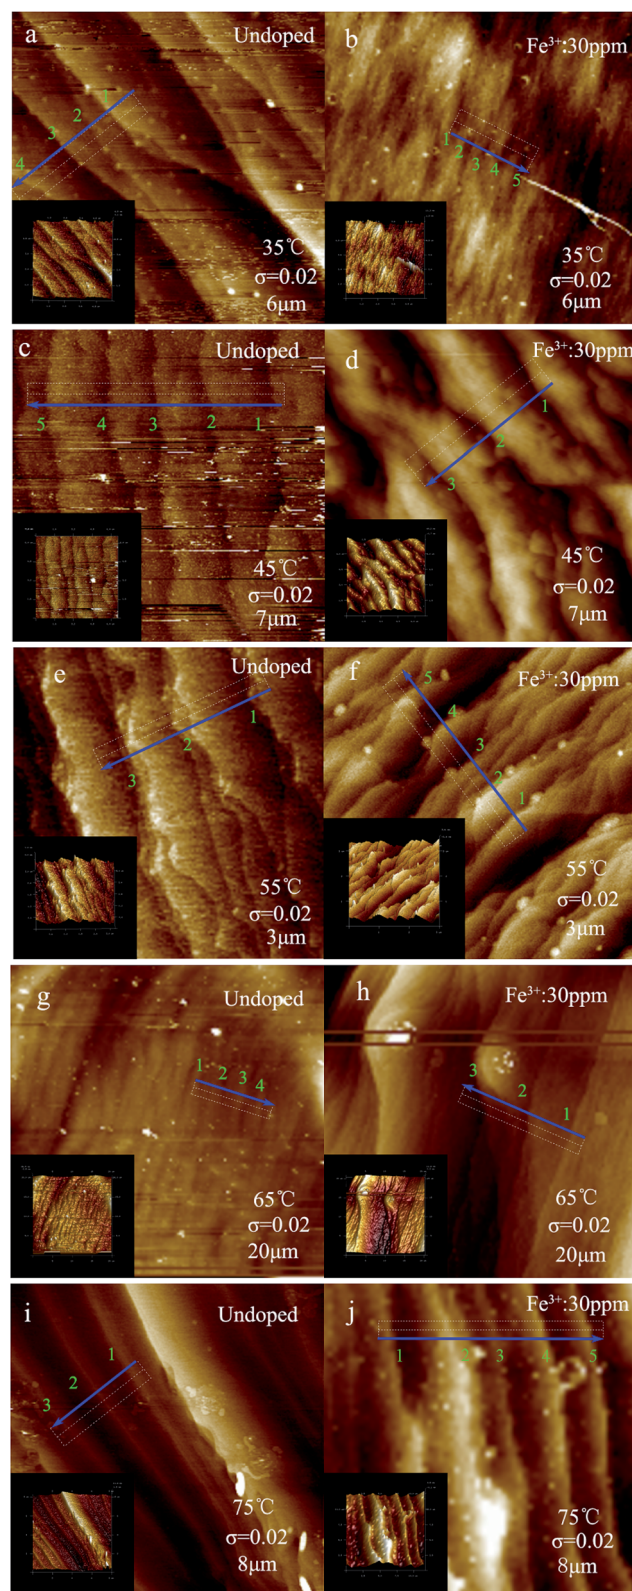 a Undoped
1
2
3
4
35℃
σ=0.02
6μm
b Fe³⁺:30ppm
1
2
3
4
5
35℃
σ=0.02
6μm
c Undoped
5 4 3 2 1
45℃
σ=0.02
7μm
d Fe³⁺:30ppm
1
2
3
45℃
σ=0.02
7μm
e Undoped
1
2
3
55℃
σ=0.02
3μm
f Fe³⁺:30ppm
5
4
3
2
1
55℃
σ=0.02
3μm
g Undoped
1
2
3
4
65℃
σ=0.02
20μm
h Fe³⁺:30ppm
3
2
1
65℃
σ=0.02
20μm
i Undoped
1
2
3
75℃
σ=0.02
8μm
j Fe³⁺:30ppm
1 2 3 4 5
75℃
σ=0.02
8μm